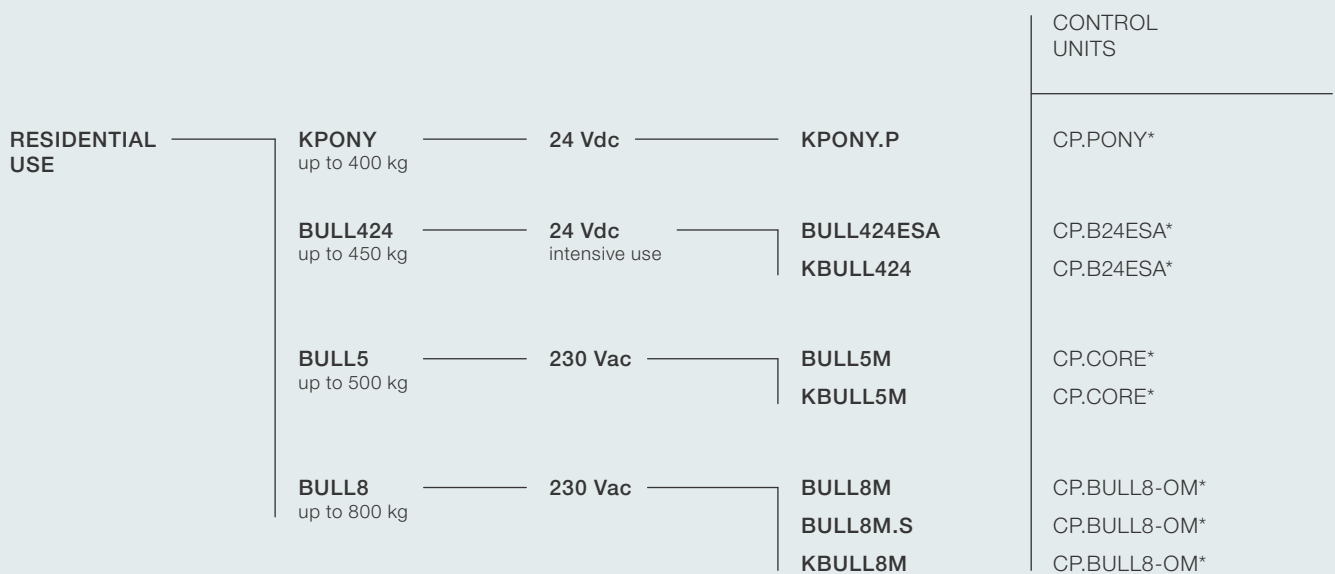 CONTROL
UNITS
RESIDENTIAL
USE
KPONY
up to 400 kg
24 Vdc
KPONY.P
CP.PONY*
BULL424
up to 450 kg
24 Vdc
intensive use
BULL424ESA
CP.B24ESA*
KBULL424
CP.B24ESA*
BULL5
up to 500 kg
230 Vac
BULL5M
CP.CORE*
KBULL5M
CP.CORE*
BULL8
up to 800 kg
230 Vac
BULL8M
CP.BULL8-OM*
BULL8M.S
CP.BULL8-OM*
KBULL8M
CP.BULL8-OM*